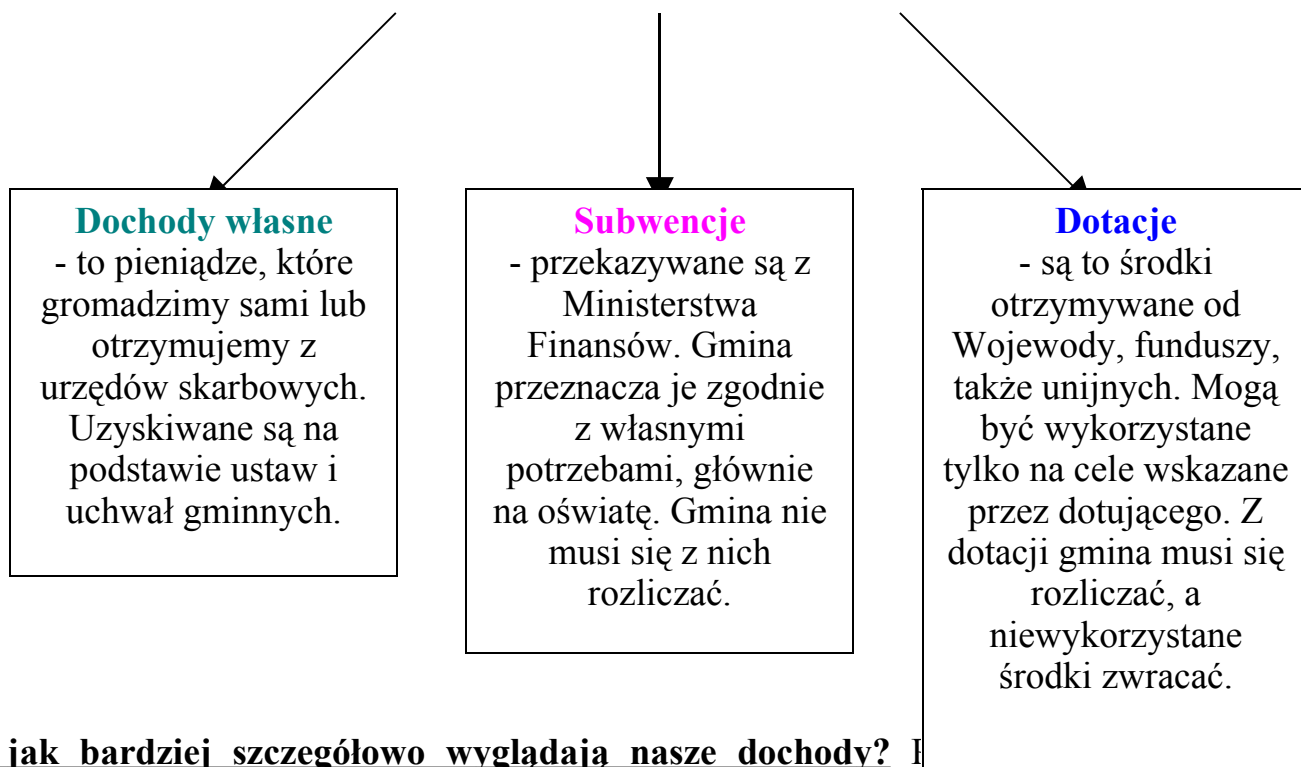 Dochody własne
- to pieniądze, które
gromadzimy sami lub
otrzymujemy z
urzędów skarbowych.
Uzyskiwane są na
podstawie ustaw i
uchwał gminnych.
Subwencje
- przekazywane są z
Ministerstwa
Finansów. Gmina
przeznacza je zgodnie
z własnymi
potrzebami, głównie
na oświatę. Gmina nie
musi się z nich
rozliczać.
Dotacje
- są to środki
otrzymywane od
Wojewody, funduszy,
także unijnych. Mogą
być wykorzystane
tylko na cele wskazane
przez dotującego. Z
dotacji gmina musi się
rozliczać, a
niewykorzystane
środki zwracać.
jak bardziej szczegółowo wyglądają nasze dochody?